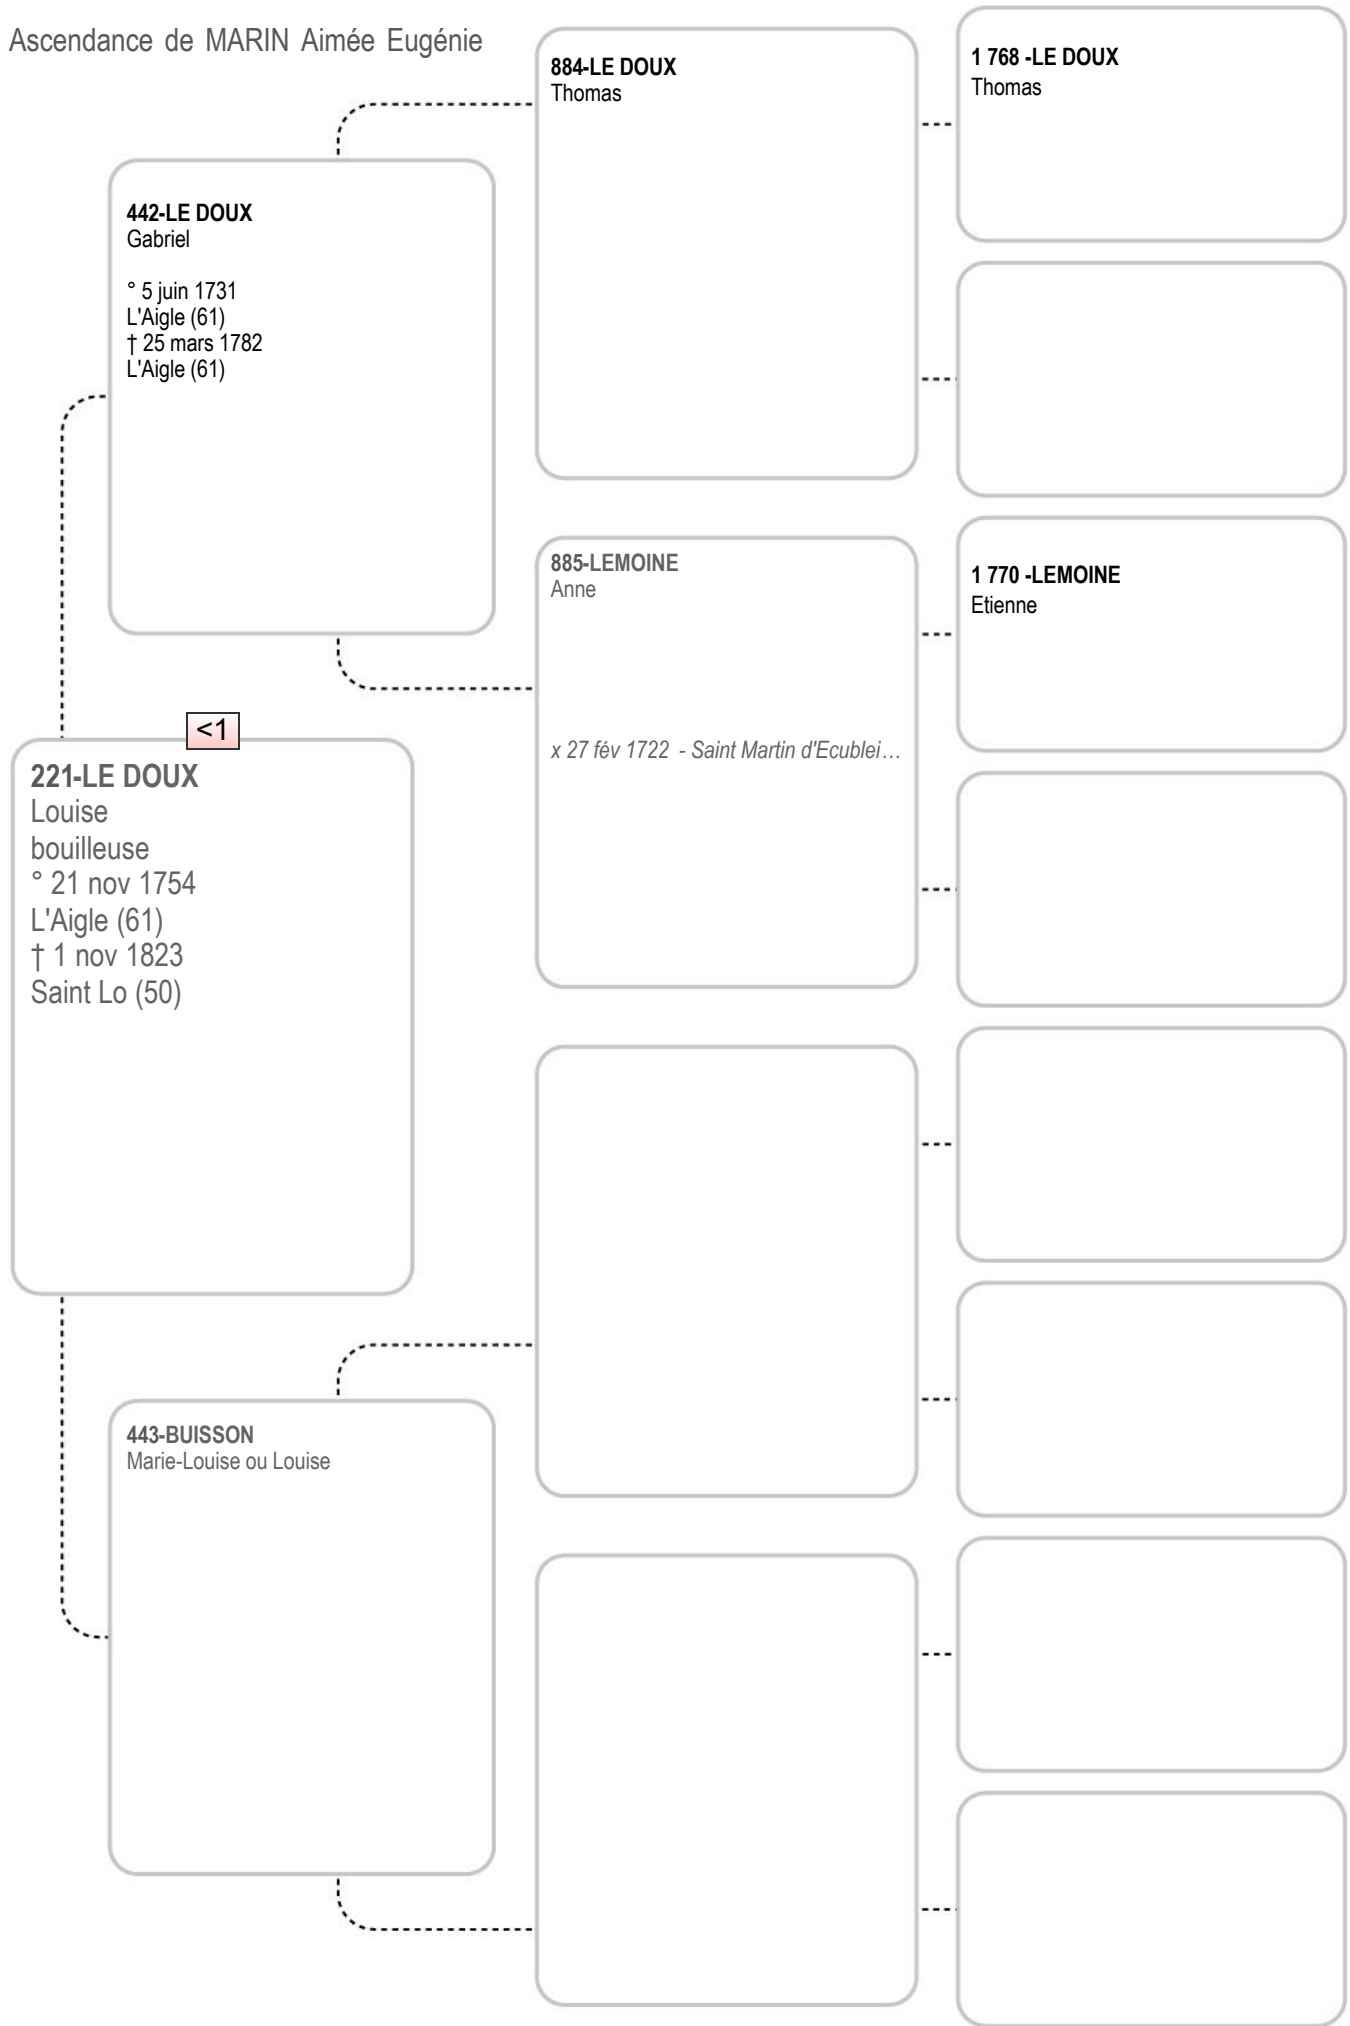 Ascendance de MARIN Aimée Eugénie
884-LE DOUX
Thomas
1 768 -LE DOUX
Thomas
442-LE DOUX
Gabriel
° 5 juin 1731
L'Aigle (61)
† 25 mars 1782
L'Aigle (61)
885-LEMOINE
Anne
x 27 fév 1722 - Saint Martin d'Ecublei…
1 770 -LEMOINE
Etienne
<1
221-LE DOUX
Louise
bouilleuse
° 21 nov 1754
L'Aigle (61)
† 1 nov 1823
Saint Lo (50)
443-BUISSON
Marie-Louise ou Louise